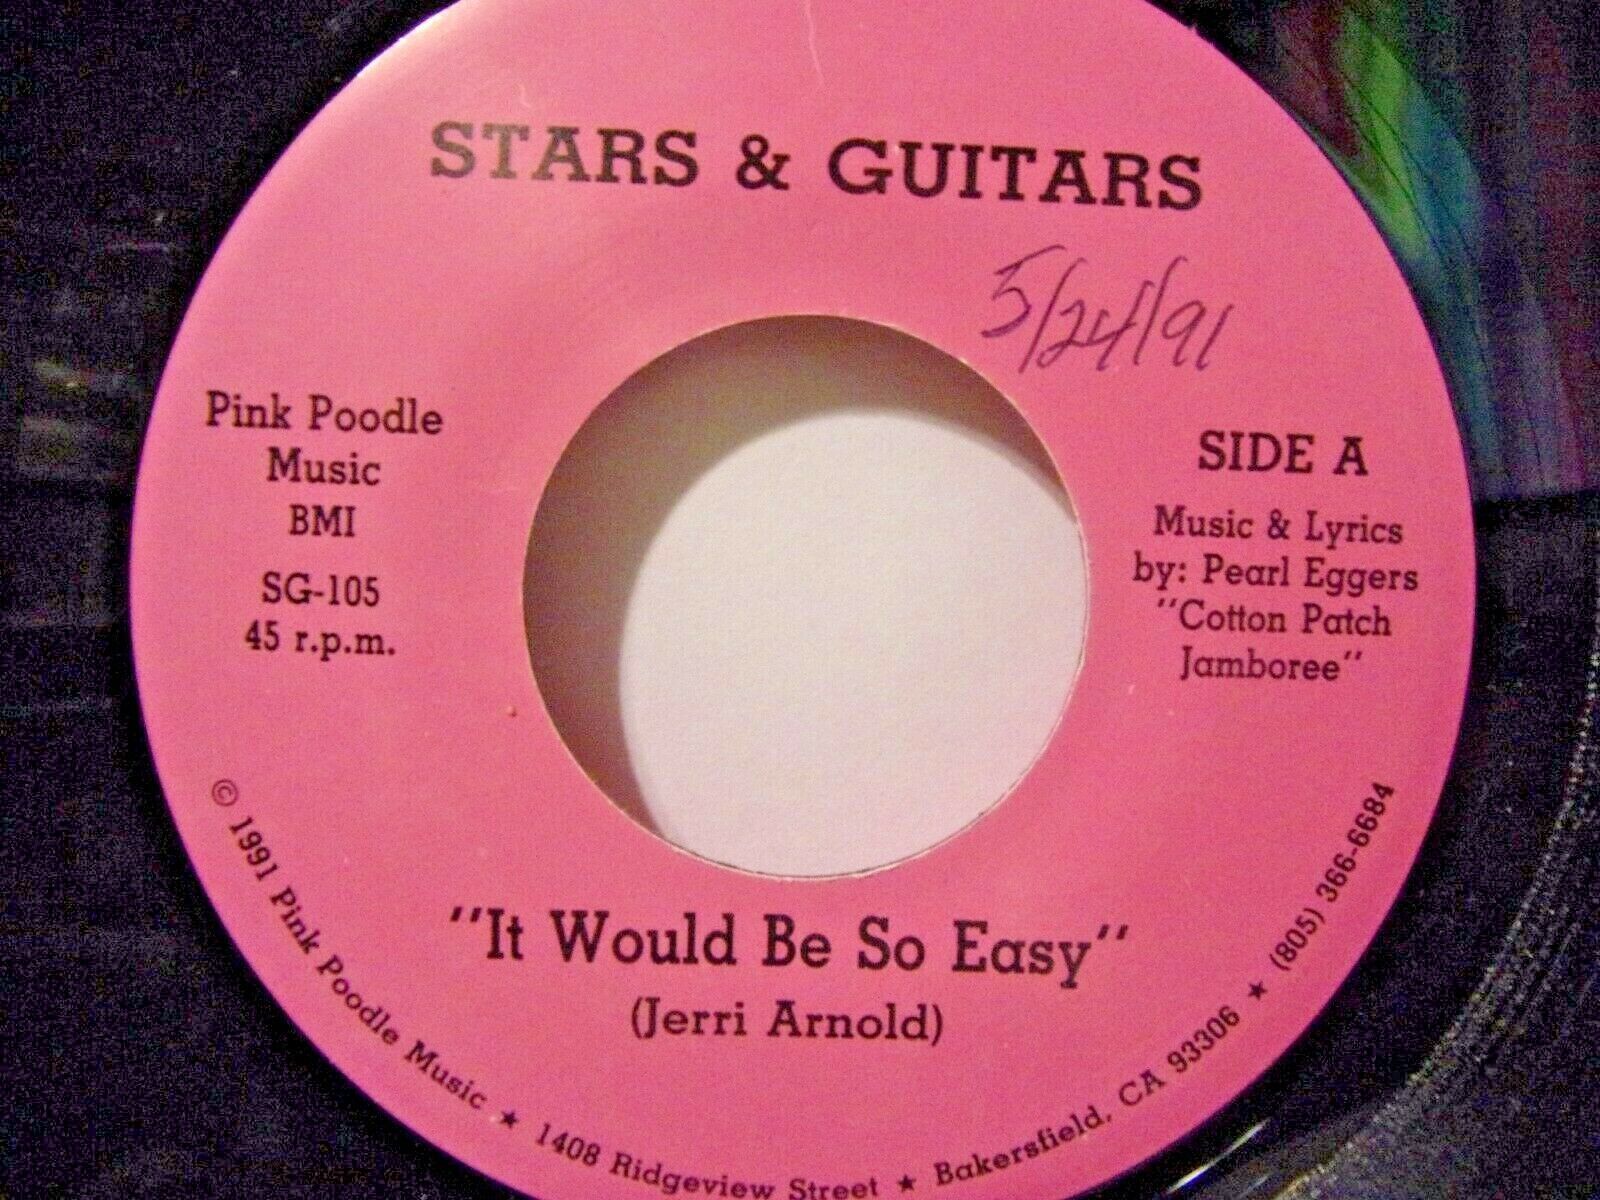 STARS & GUITARS
5/24/91
Pink Poodle
Music
BMI
SG-105
45 r.p.m.
SIDE A
Music & Lyrics
by: Pearl Eggers
"Cotton Patch
Jamboree"
"It Would Be So Easy"
(Jerri Arnold)
© 1991 Pink Poodle Music ★ 1408 Ridgeview Street ★ Bakersfield, CA 93306 ★ (805) 366-6684